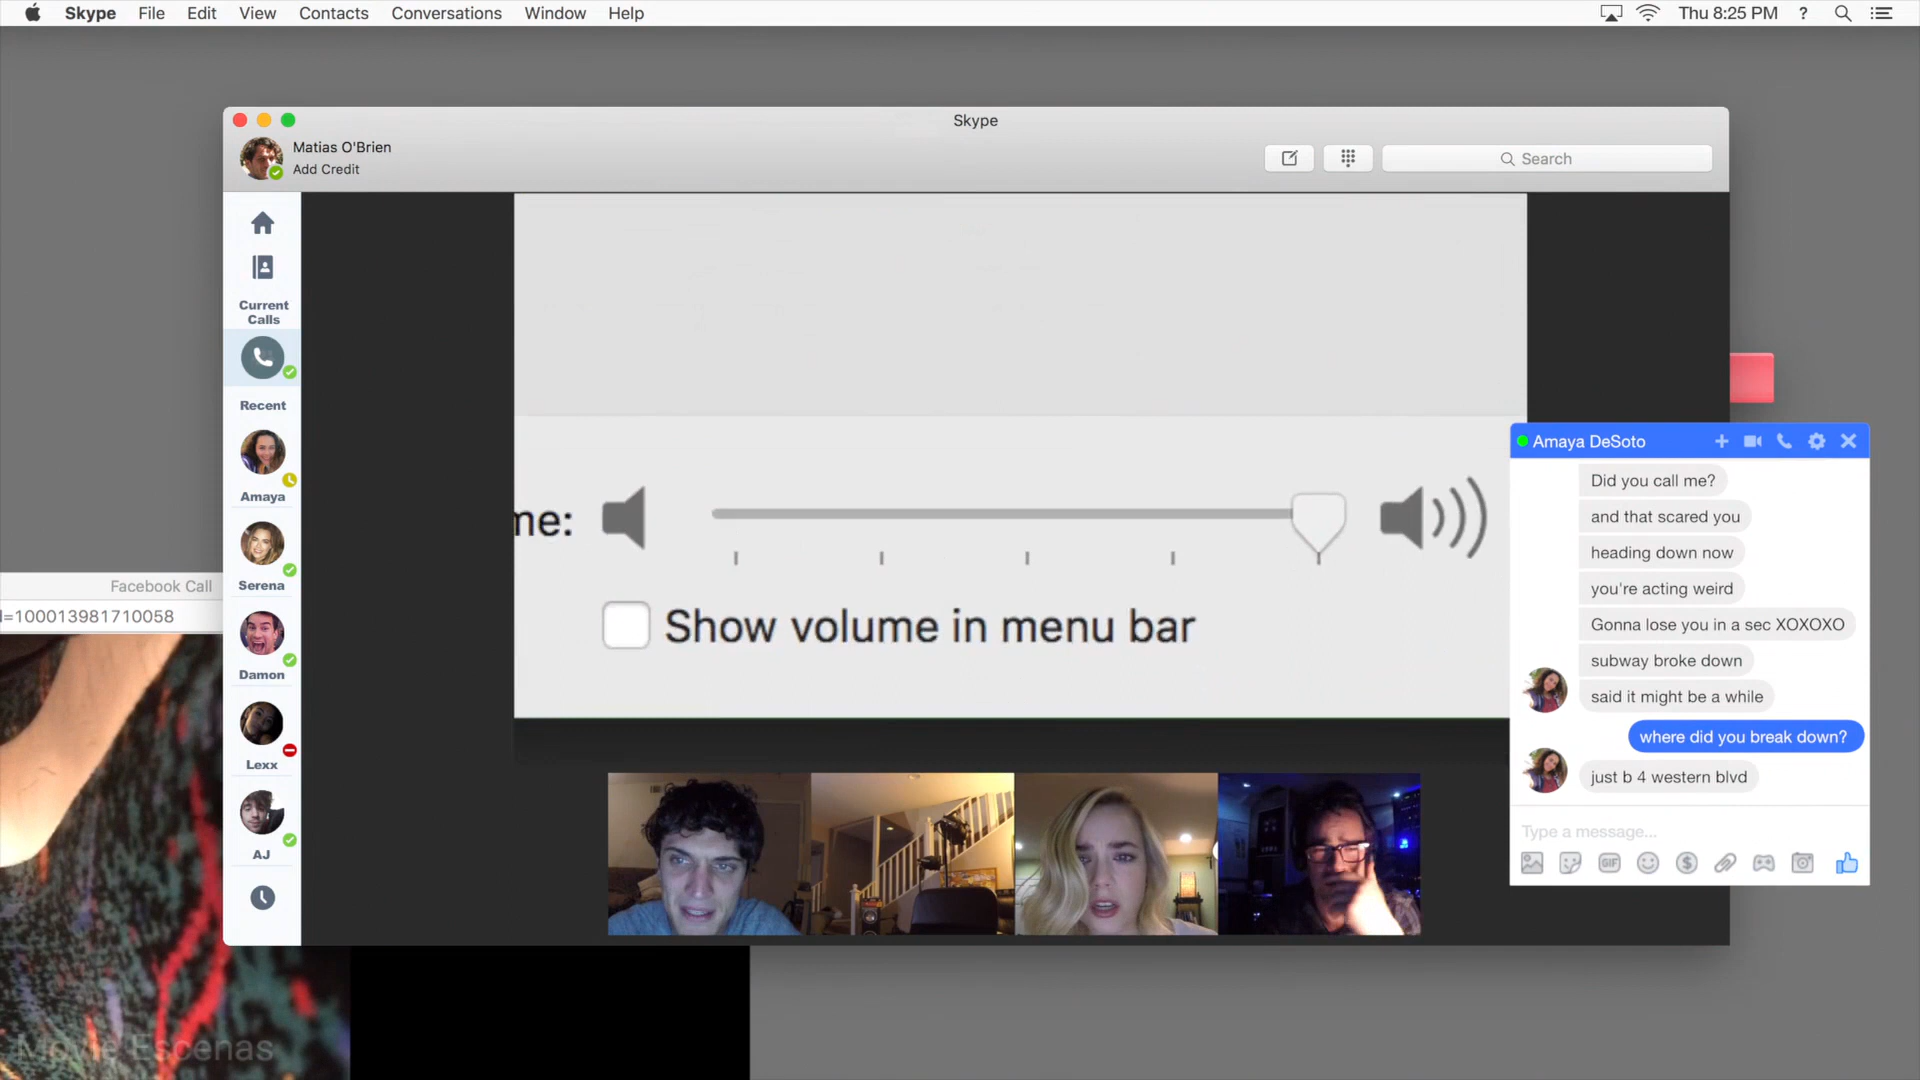 Skype File Edit View Contacts Conversations Window Help
Thu 8:25 PM ?
Skype
Matias O'Brien
Add Credit
Search
Current
Calls
Recent
Amaya
Serena
Damon
Lexx
AJ
Facebook Call
d=100013981710058
me:
Show volume in menu bar
Amaya DeSoto
Did you call me?
and that scared you
heading down now
you're acting weird
Gonna lose you in a sec XOXOXO
subway broke down
said it might be a while
where did you break down?
just b 4 western blvd
Type a message...
GIF
$
Movie Escenas